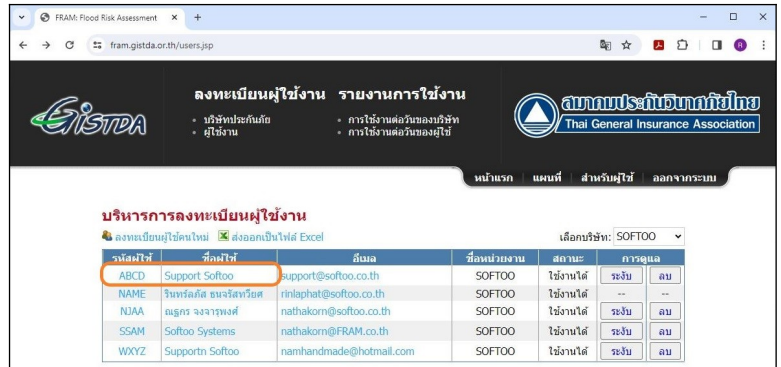 FRAM: Flood Risk Assessment
fram.gistda.or.th/users.jsp
R
GISTDA
ลงทะเบียนผู้ใช้งาน
บริษัทประกันภัย
ผู้ใช้งาน
รายงานการใช้งาน
การใช้งานต่อวันของบริษัท
การใช้งานต่อวันของผู้ใช้
สมาคมประกันวินาศภัยไทย
Thai General Insurance Association
หน้าแรก แผนที่ สำหรับผู้ใช้ ออกจากระบบ
บริหารการลงทะเบียนผู้ใช้งาน
ลงทะเบียนผู้ใช้คนใหม่ ส่งออกเป็นไฟล์ Excel เลือกบริษัท: SOFTOO
รหัสผู้ใช้ ชื่อผู้ใช้ อีเมล ชื่อหน่วยงาน สถานะ การดูแล
ABCD Support Softoo support@softoo.co.th SOFTOO ใช้งานได้ ระงับ ลบ
NAME รินทร์ลภัส ธนจรัสทวียศ rinlaphat@softoo.co.th SOFTOO ใช้งานได้ -- --
NJAA ณฐกร จงจารุพงศ์ nathakorn@softoo.co.th SOFTOO ใช้งานได้ ระงับ ลบ
SSAM Softoo Systems nathakorn@FRAM.co.th SOFTOO ใช้งานได้ ระงับ ลบ
WXYZ Supportn Softoo namhandmade@hotmail.com SOFTOO ใช้งานได้ ระงับ ลบ